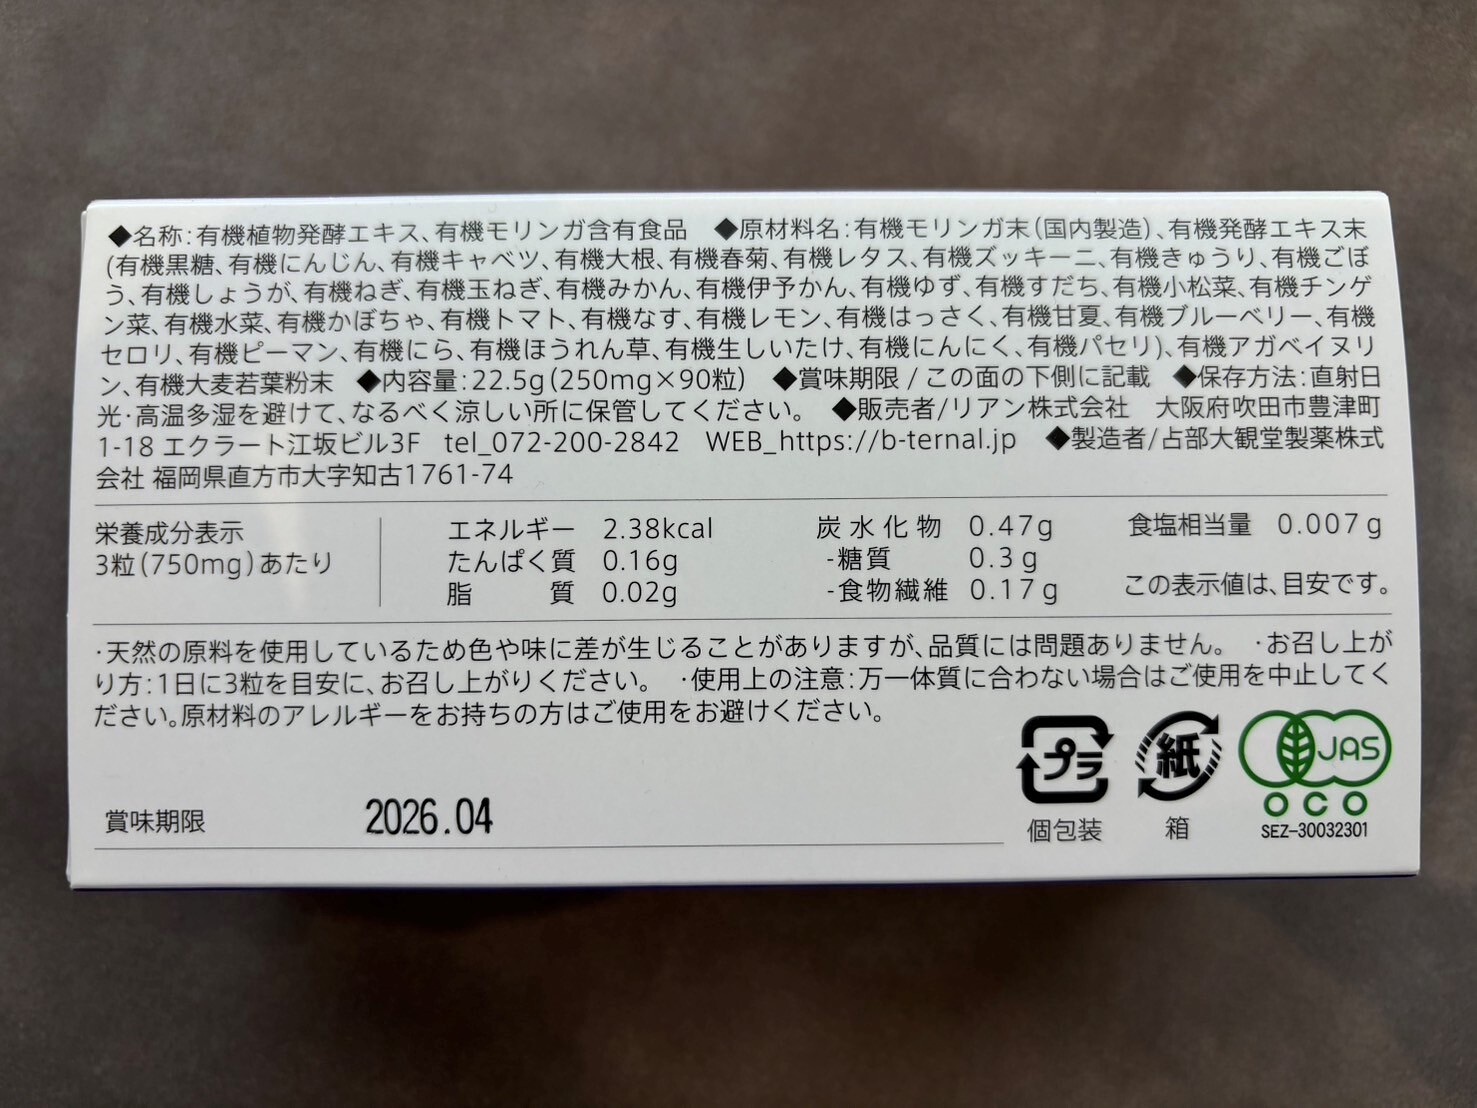 ◆名称:有機植物発酵エキス、有機モリンガ含有食品　◆原材料名:有機モリンガ末(国内製造)、有機発酵エキス末
(有機黒糖、有機にんじん、有機キャベツ、有機大根、有機春菊、有機レタス、有機ズッキーニ、有機きゅうり、有機ごぼ
う、有機しょうが、有機ねぎ、有機玉ねぎ、有機みかん、有機伊予かん、有機ゆず、有機すだち、有機小松菜、有機チンゲ
ン菜、有機水菜、有機かぼちゃ、有機トマト、有機なす、有機レモン、有機はっさく、有機甘夏、有機ブルーベリー、有機
セロリ、有機ピーマン、有機にら、有機ほうれん草、有機生しいたけ、有機にんにく、有機パセリ)、有機アガベイヌリ
ン、有機大麦若葉粉末　◆内容量:22.5g(250mg×90粒)　◆賞味期限/この面の下側に記載　◆保存方法:直射日
光・高温多湿を避けて、なるべく涼しい所に保管してください。　◆販売者/リアン株式会社　大阪府吹田市豊津町
1-18 エクラート江坂ビル3F　tel_072-200-2842　WEB_https://b-ternal.jp　◆製造者/占部大観堂製薬株式
会社 福岡県直方市大字知古1761-74
栄養成分表示
3粒(750mg)あたり
エネルギー 2.38kcal
たんぱく質 0.16g
脂　質 0.02g
炭水化物 0.47g
-糖質 0.3g
-食物繊維 0.17g
食塩相当量 0.007g
この表示値は、目安です。
・天然の原料を使用しているため色や味に差が生じることがありますが、品質には問題ありません。　・お召し上が
り方:1日に3粒を目安に、お召し上がりください。　・使用上の注意:万一体質に合わない場合はご使用を中止してく
ださい。原材料のアレルギーをお持ちの方はご使用をお避けください。
賞味期限 2026.04
プラ
個包装
紙
箱
JAS
OCO
SEZ-30032301